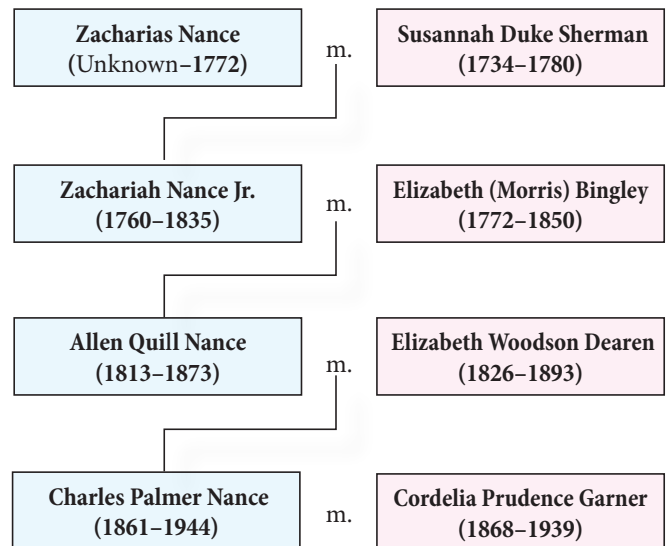 Zacharias Nance
(Unknown–1772)
m.
Susannah Duke Sherman
(1734–1780)
Zachariah Nance Jr.
(1760–1835)
m.
Elizabeth (Morris) Bingley
(1772–1850)
Allen Quill Nance
(1813–1873)
m.
Elizabeth Woodson Dearen
(1826–1893)
Charles Palmer Nance
(1861–1944)
m.
Cordelia Prudence Garner
(1868–1939)